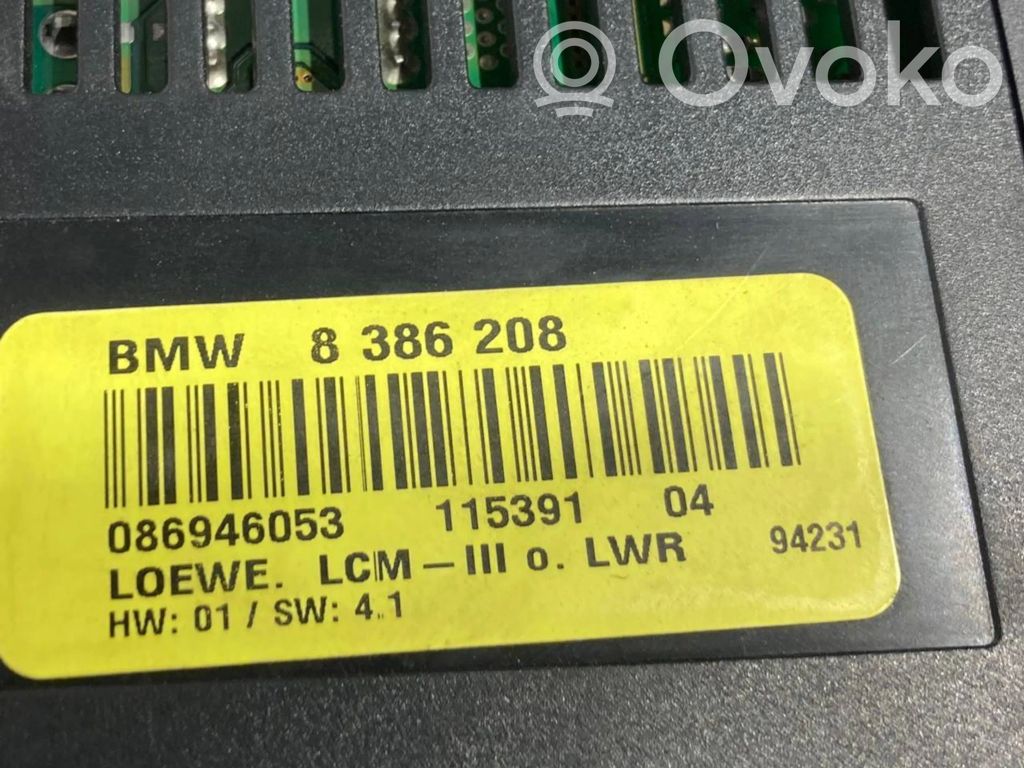 Ovoko
BMW 8 386 208
086946053 115391 04
LOEWE. LCM-III o. LWR 94231
HW: 01 / SW: 4.1